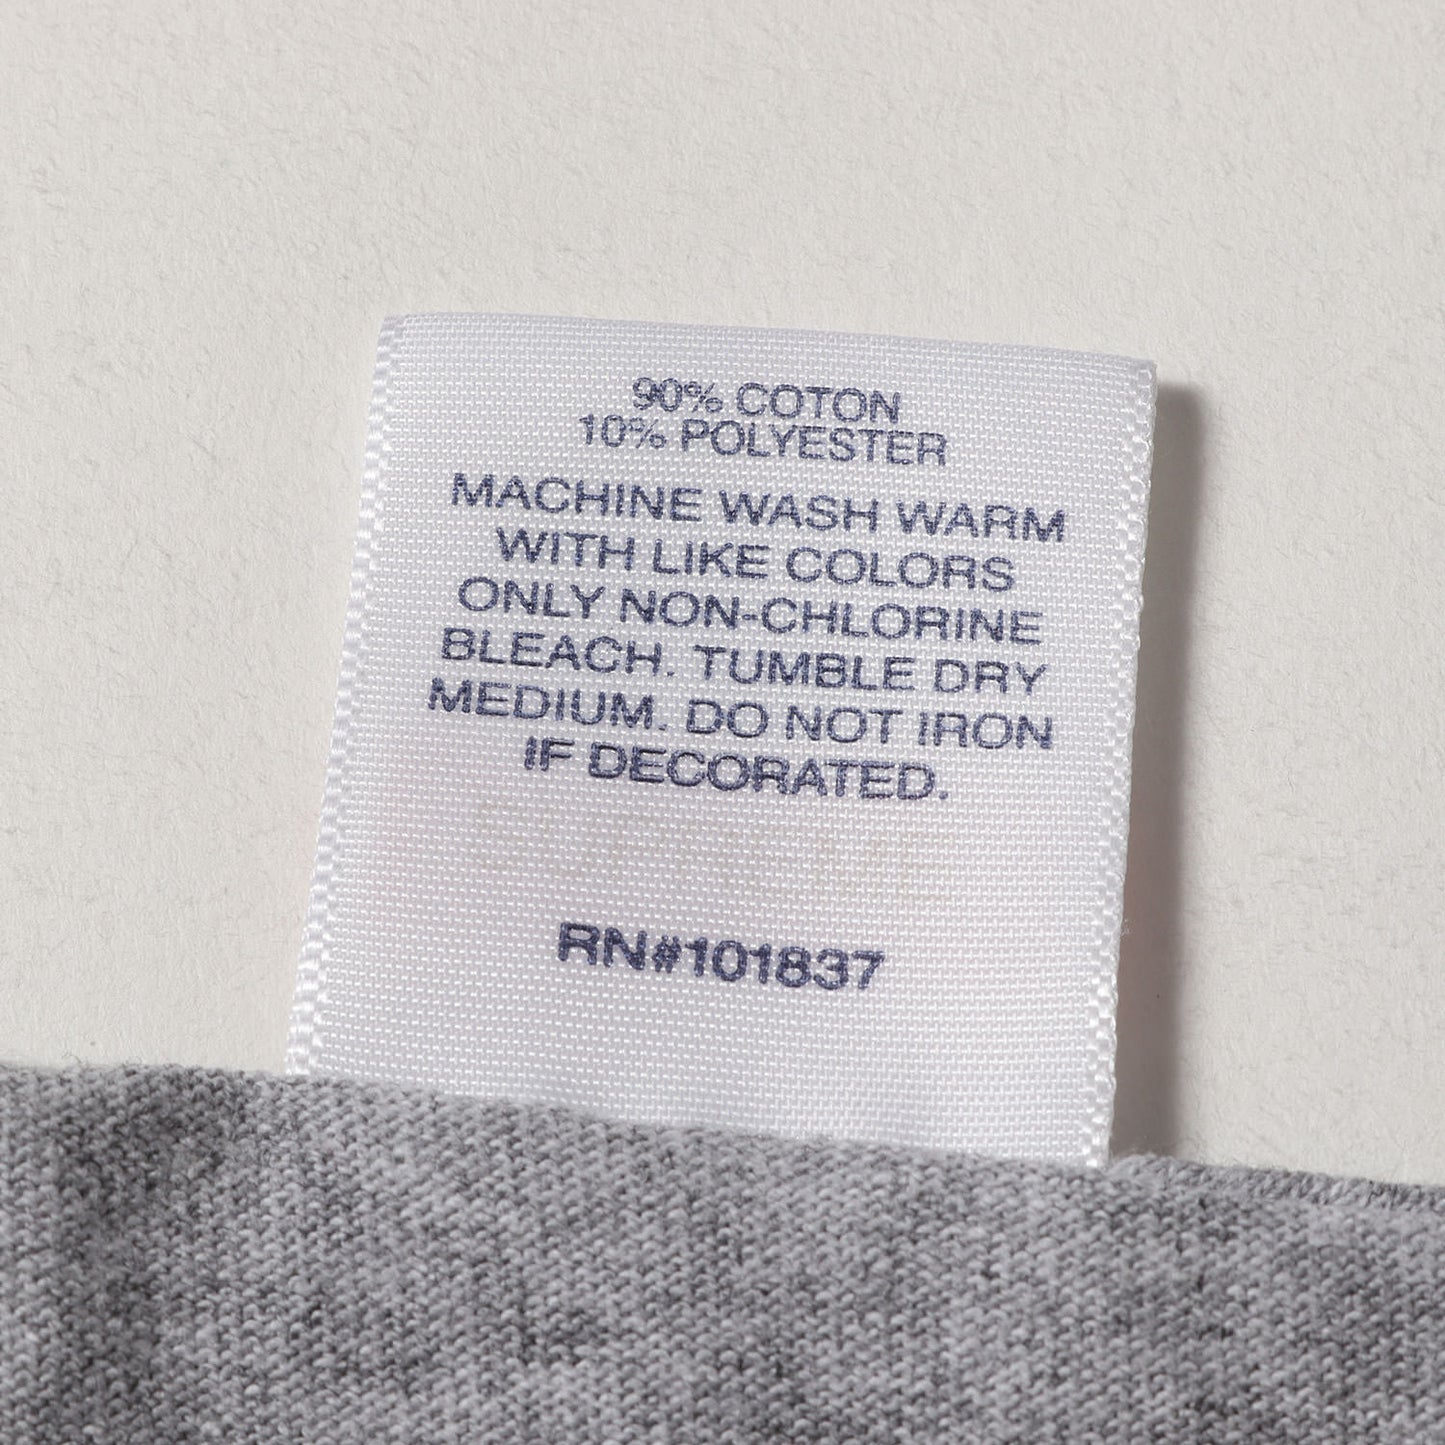 90% COTON
10% POLYESTER
MACHINE WASH WARM
WITH LIKE COLORS
ONLY NON-CHLORINE
BLEACH. TUMBLE DRY
MEDIUM. DO NOT IRON
IF DECORATED.
RN#101837